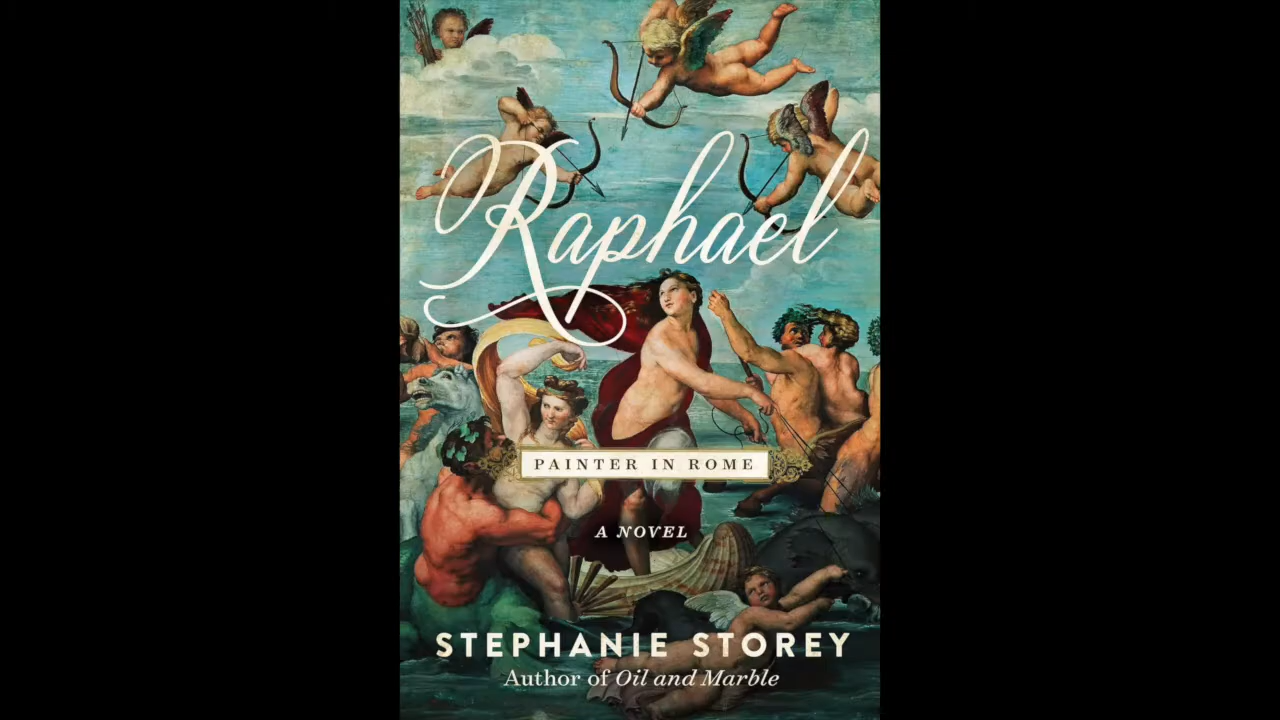 Raphael
PAINTER IN ROME
A NOVEL
STEPHANIE STOREY
Author of Oil and Marble